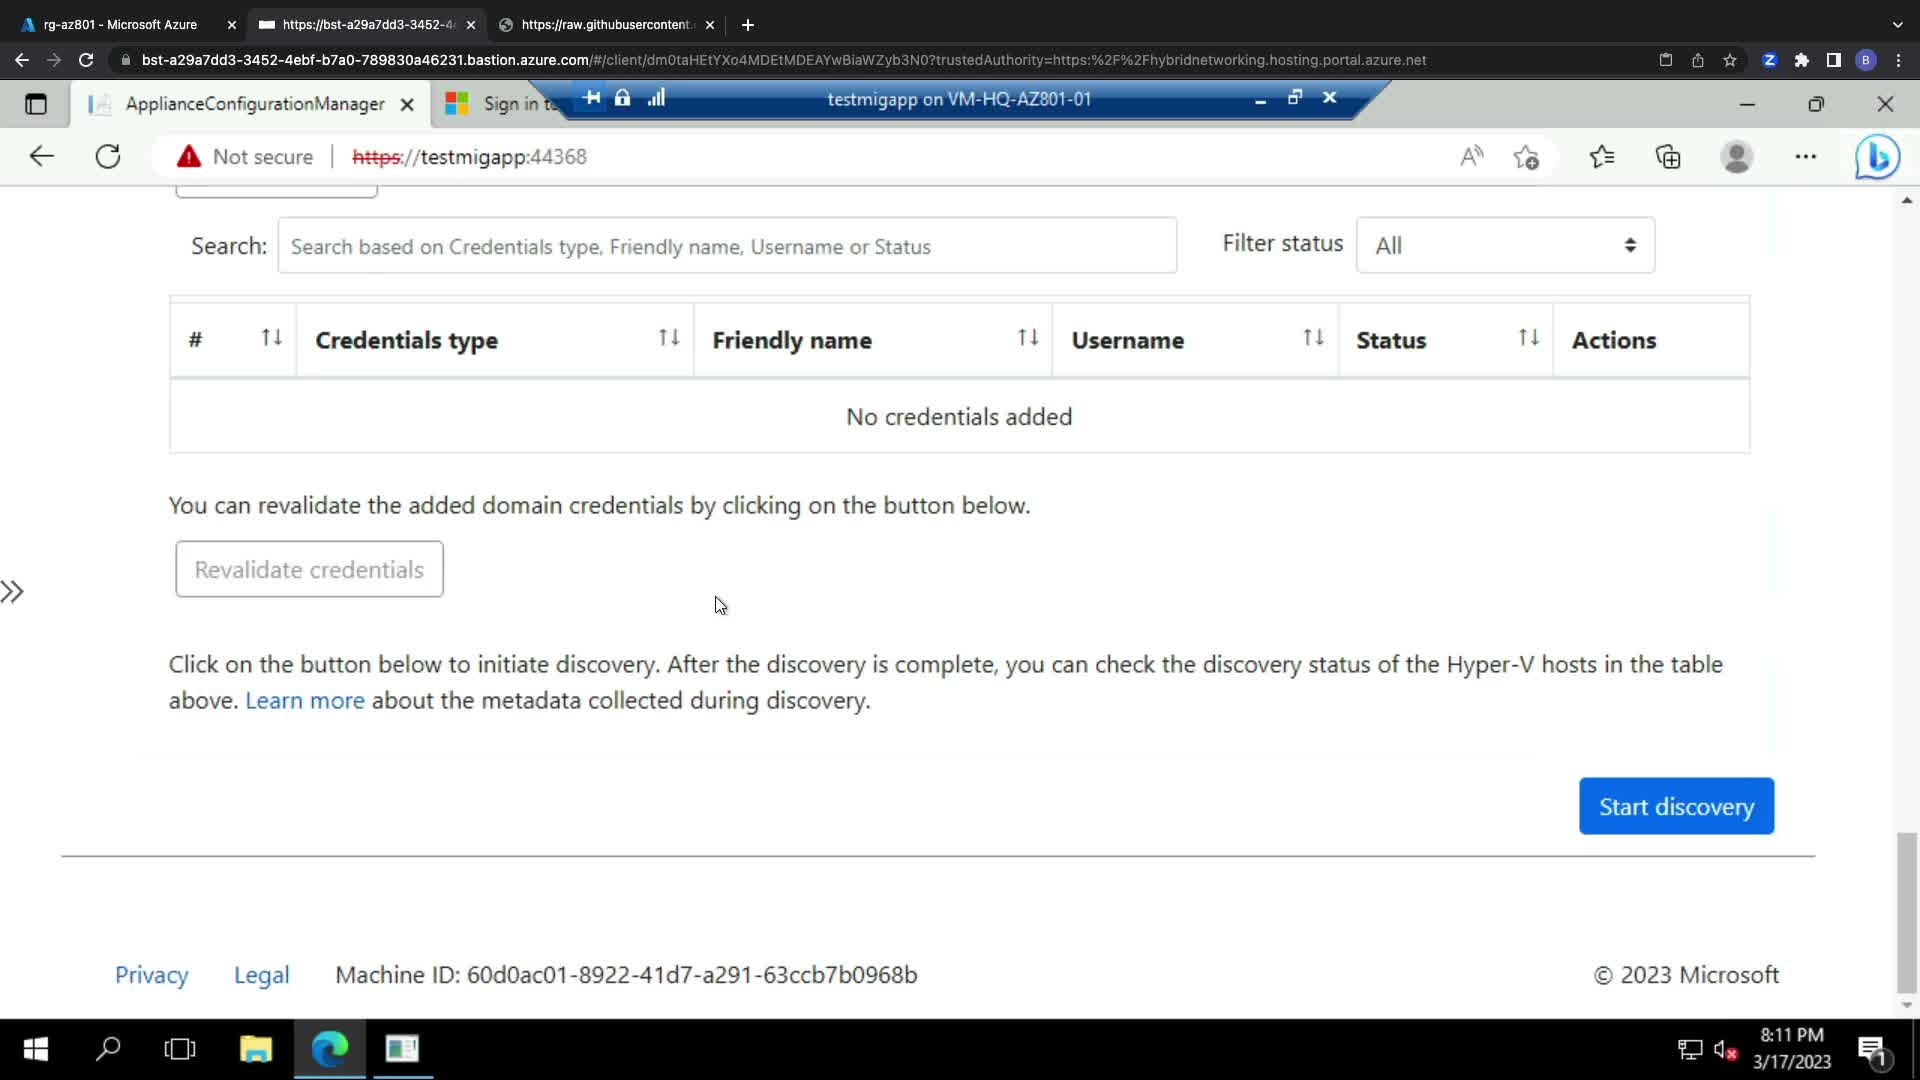 rg-az801 - Microsoft Azure
https://bst-a29a7dd3-3452-4e
https://raw.githubusercontent.
bst-a29a7dd3-3452-4ebf-b7a0-789830a46231.bastion.azure.com/#/client/dm0taHEtYXo4MDEtMDEAYwBiaWZyb3N0?trustedAuthority=https:%2F%2Fhybridnetworking.hosting.portal.azure.net
B
ApplianceConfigurationManager
Sign in to
testmigapp on VM-HQ-AZ801-01
Not secure
https://testmigapp:44368
Search:
Search based on Credentials type, Friendly name, Username or Status
Filter status
All
# Credentials type Friendly name Username Status Actions
No credentials added
You can revalidate the added domain credentials by clicking on the button below.
Revalidate credentials
Click on the button below to initiate discovery. After the discovery is complete, you can check the discovery status of the Hyper-V hosts in the table
above. Learn more about the metadata collected during discovery.
Start discovery
Privacy Legal Machine ID: 60d0ac01-8922-41d7-a291-63ccb7b0968b © 2023 Microsoft
8:11 PM
3/17/2023
1